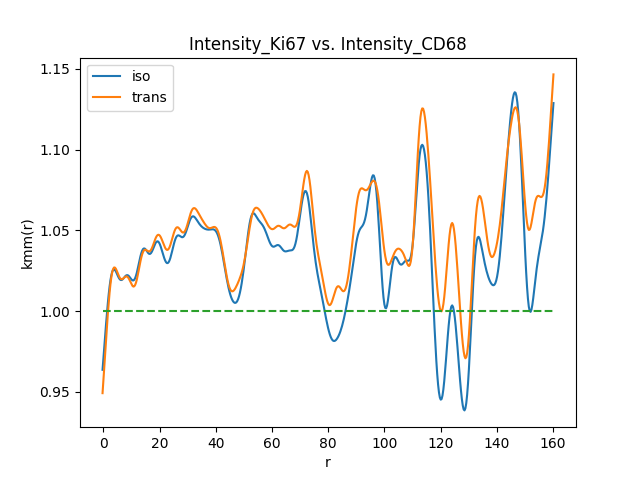 Intensity_Ki67 vs. Intensity_CD68
iso
trans
1.15
1.10
1.05
1.00
0.95
kmm(r)
0 20 40 60 80 100 120 140 160
r